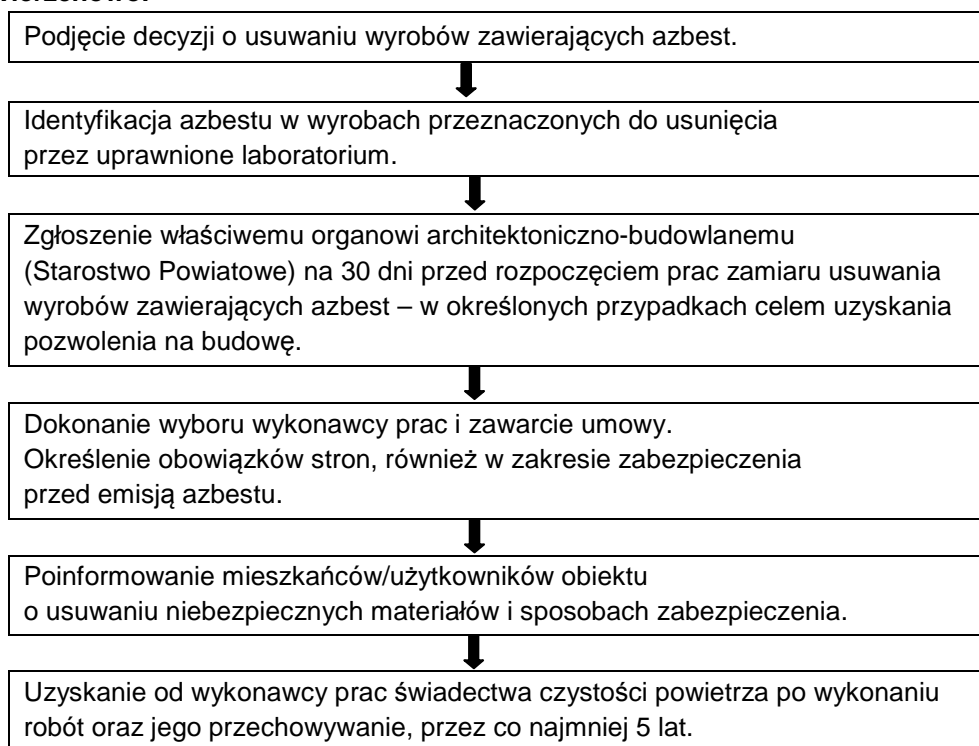 Podjęcie decyzji o usuwaniu wyrobów zawierających azbest.
Identyfikacja azbestu w wyrobach przeznaczonych do usunięcia
przez uprawnione laboratorium.
Zgłoszenie właściwemu organowi architektoniczno-budowlanemu
(Starostwo Powiatowe) na 30 dni przed rozpoczęciem prac zamiaru usuwania
wyrobów zawierających azbest – w określonych przypadkach celem uzyskania
pozwolenia na budowę.
Dokonanie wyboru wykonawcy prac i zawarcie umowy.
Określenie obowiązków stron, również w zakresie zabezpieczenia
przed emisją azbestu.
Poinformowanie mieszkańców/użytkowników obiektu
o usuwaniu niebezpiecznych materiałów i sposobach zabezpieczenia.
Uzyskanie od wykonawcy prac świadectwa czystości powietrza po wykonaniu
robót oraz jego przechowywanie, przez co najmniej 5 lat.